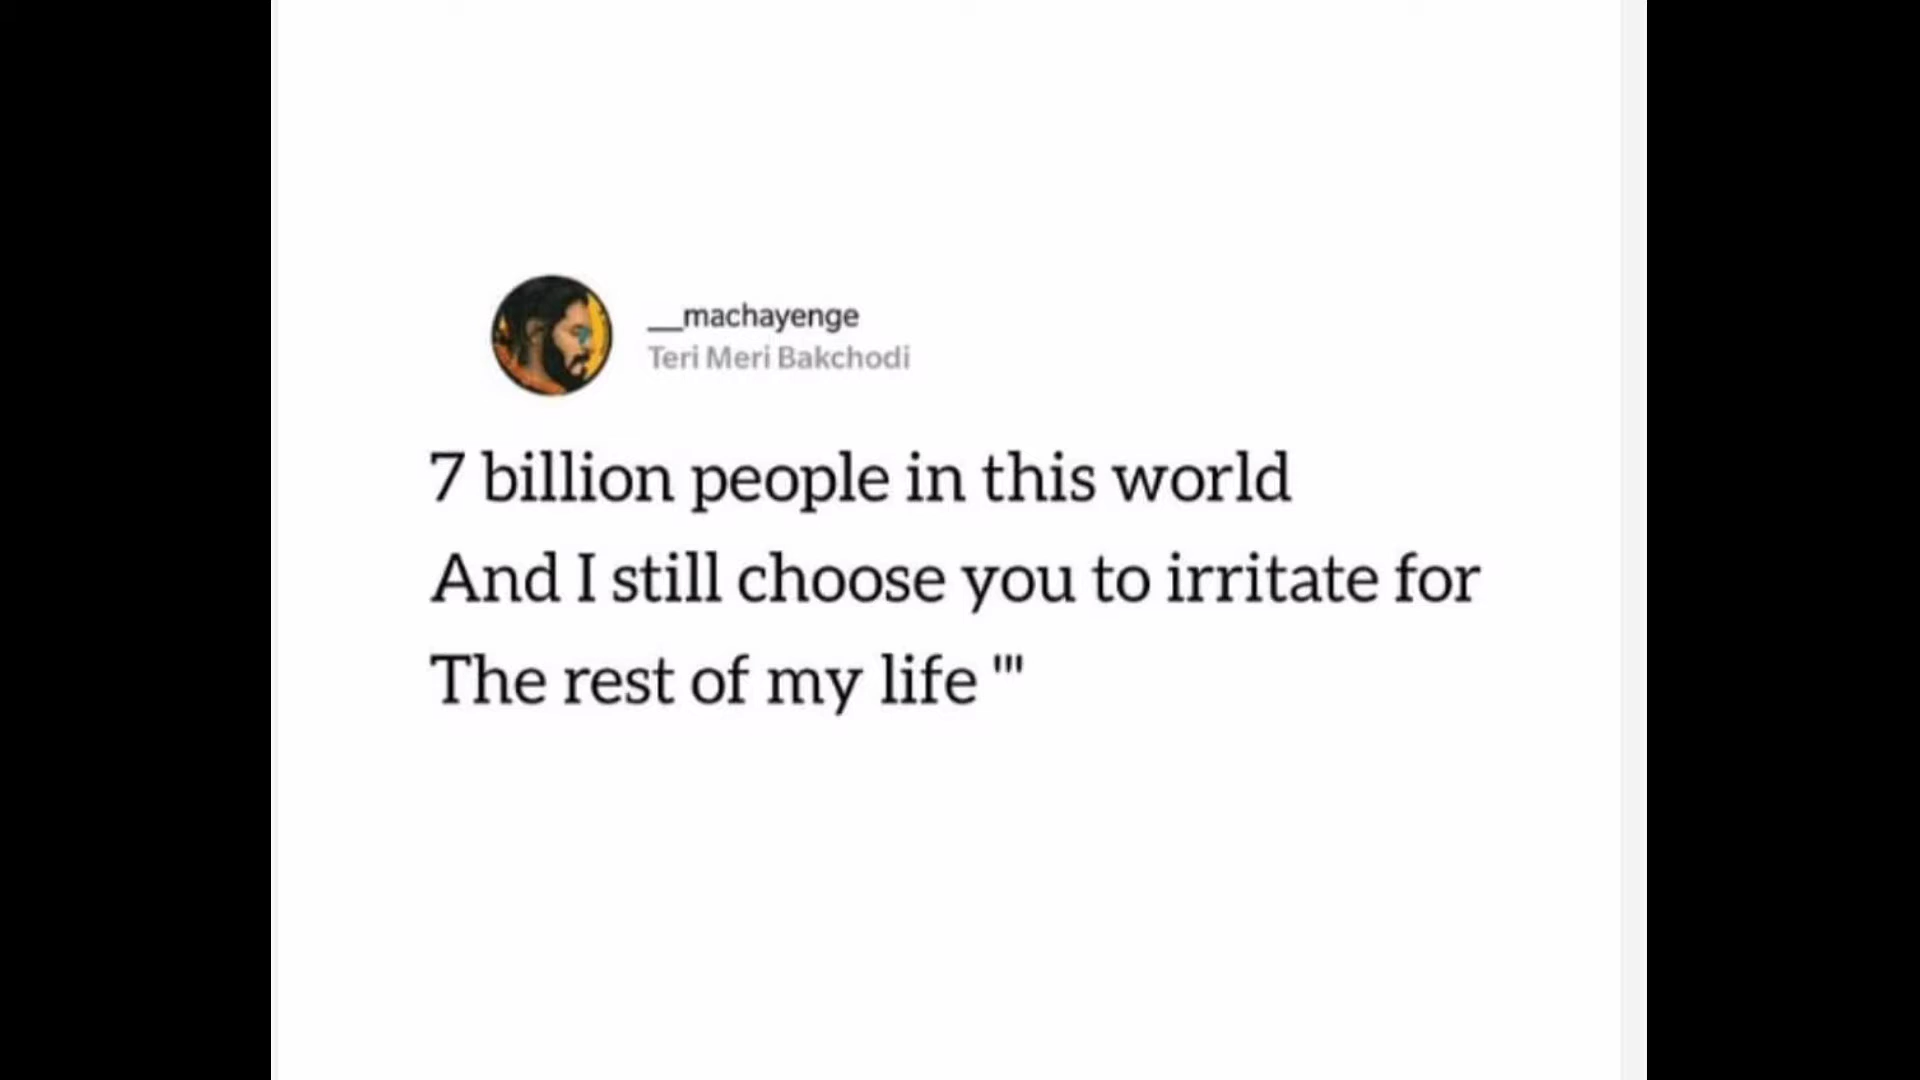 __machayenge
Teri Meri Bakchodi
7 billion people in this world
And I still choose you to irritate for
The rest of my life '"